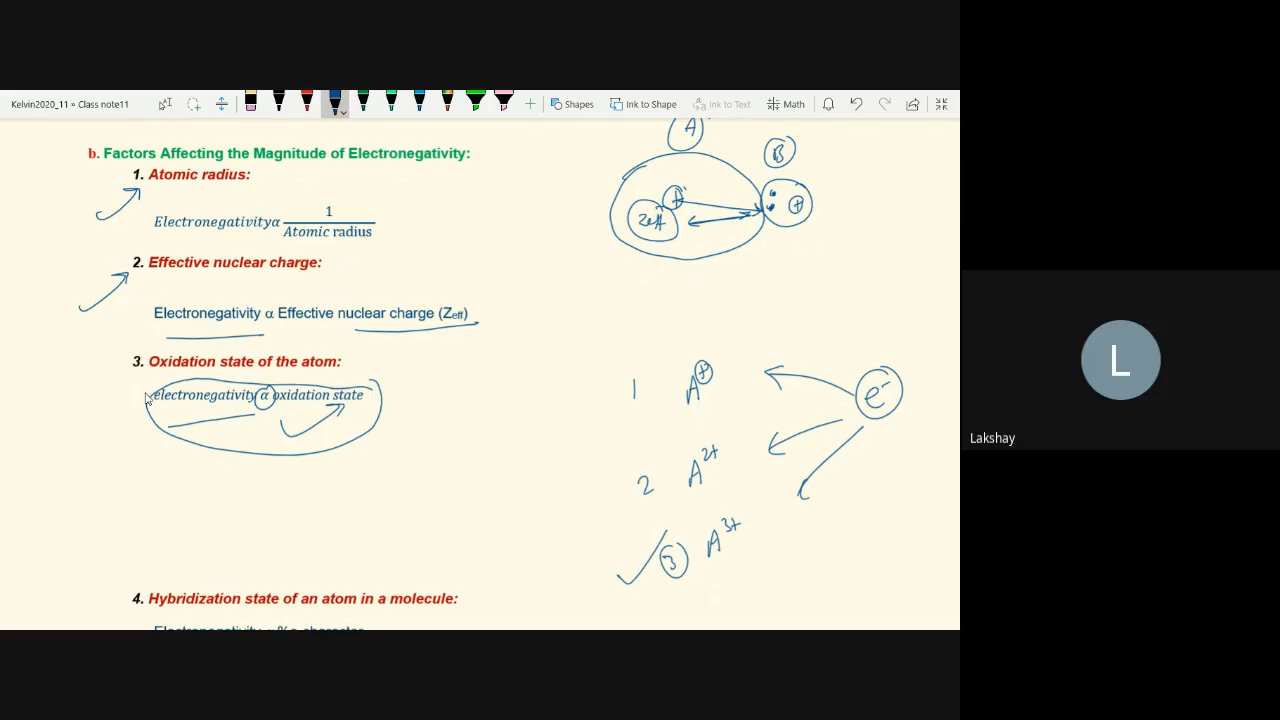 Kelvin2020_11 » Class note11
Shapes
Ink to Shape
Ink to Text
Math
b. Factors Affecting the Magnitude of Electronegativity:
1. Atomic radius:
Electronegativity α 1 / Atomic radius
2. Effective nuclear charge:
Electronegativity α Effective nuclear charge (Zeff)
3. Oxidation state of the atom:
electronegativity α oxidation state
4. Hybridization state of an atom in a molecule:
Electronegativity α %s character
A
B
Zeff
+
1 A+
e-
2 A2+
3 A3+
L
Lakshay